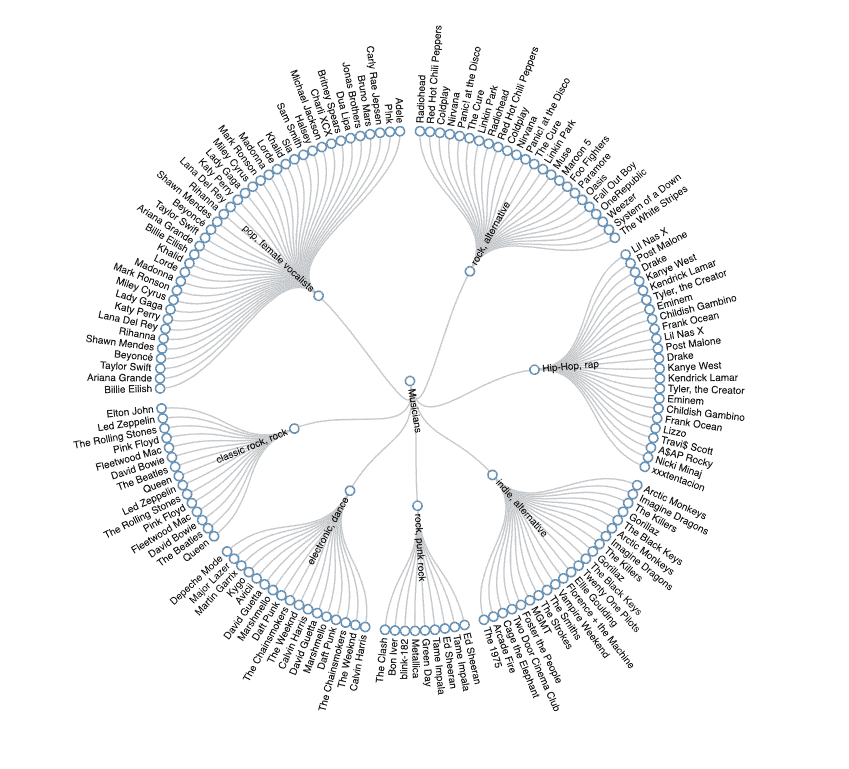 Musicians
rock, alternative
Radiohead
Red Hot Chili Peppers
Coldplay
Nirvana
Panic! at the Disco
The Cure
Linkin Park
Radiohead
Red Hot Chili Peppers
Coldplay
Nirvana
Panic! at the Disco
The Cure
Linkin Park
Muse
Maroon 5
Foo Fighters
Paramore
Oasis
Fall Out Boy
OneRepublic
Weezer
System of a Down
The White Stripes
Hip-Hop, rap
Lil Nas X
Post Malone
Drake
Kanye West
Kendrick Lamar
Tyler, the Creator
Eminem
Childish Gambino
Frank Ocean
Lil Nas X
Post Malone
Drake
Kanye West
Kendrick Lamar
Tyler, the Creator
Eminem
Childish Gambino
Frank Ocean
Lizzo
Travi$ Scott
A$AP Rocky
Nicki Minaj
xxxtentacion
indie, alternative
Arctic Monkeys
Imagine Dragons
The Killers
Gorillaz
The Black Keys
Arctic Monkeys
Imagine Dragons
The Killers
Gorillaz
The Black Keys
Twenty One Pilots
Ellie Goulding
Florence + the Machine
Vampire Weekend
The Smiths
The Strokes
MGMT
Foster the People
Two Door Cinema Club
Cage the Elephant
Arcade Fire
The 1975
rock, punk rock
Ed Sheeran
Tame Impala
Ed Sheeran
Tame Impala
Green Day
Metallica
blink-182
Bon Iver
The Clash
electronic, dance
Calvin Harris
The Weeknd
The Chainsmokers
Daft Punk
Marshmello
David Guetta
Calvin Harris
The Weeknd
The Chainsmokers
Daft Punk
Marshmello
David Guetta
Avicii
Kygo
Martin Garrix
Major Lazer
Depeche Mode
classic rock, rock
Queen
The Beatles
David Bowie
Fleetwood Mac
Pink Floyd
The Rolling Stones
Led Zeppelin
Queen
The Beatles
David Bowie
Fleetwood Mac
Pink Floyd
The Rolling Stones
Led Zeppelin
Elton John
pop, female vocalists
Billie Eilish
Ariana Grande
Taylor Swift
Beyoncé
Shawn Mendes
Rihanna
Lana Del Rey
Katy Perry
Lady Gaga
Miley Cyrus
Mark Ronson
Madonna
Lorde
Khalid
Billie Eilish
Ariana Grande
Taylor Swift
Beyoncé
Shawn Mendes
Rihanna
Lana Del Rey
Katy Perry
Lady Gaga
Miley Cyrus
Mark Ronson
Madonna
Lorde
Khalid
Sia
Sam Smith
Halsey
Michael Jackson
Charli XCX
Britney Spears
Dua Lipa
Jonas Brothers
Bruno Mars
Carly Rae Jepsen
P!nk
Adele